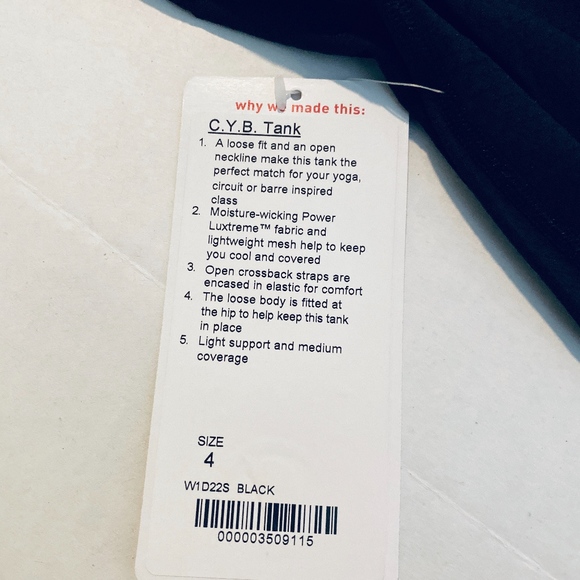 why we made this:
C.Y.B. Tank
1. A loose fit and an open
neckline make this tank the
perfect match for your yoga,
circuit or barre inspired
class
2. Moisture-wicking Power
Luxtreme™ fabric and
lightweight mesh help to keep
you cool and covered
3. Open crossback straps are
encased in elastic for comfort
4. The loose body is fitted at
the hip to help keep this tank
in place
5. Light support and medium
coverage
SIZE
4
W1D22S BLACK
000003509115